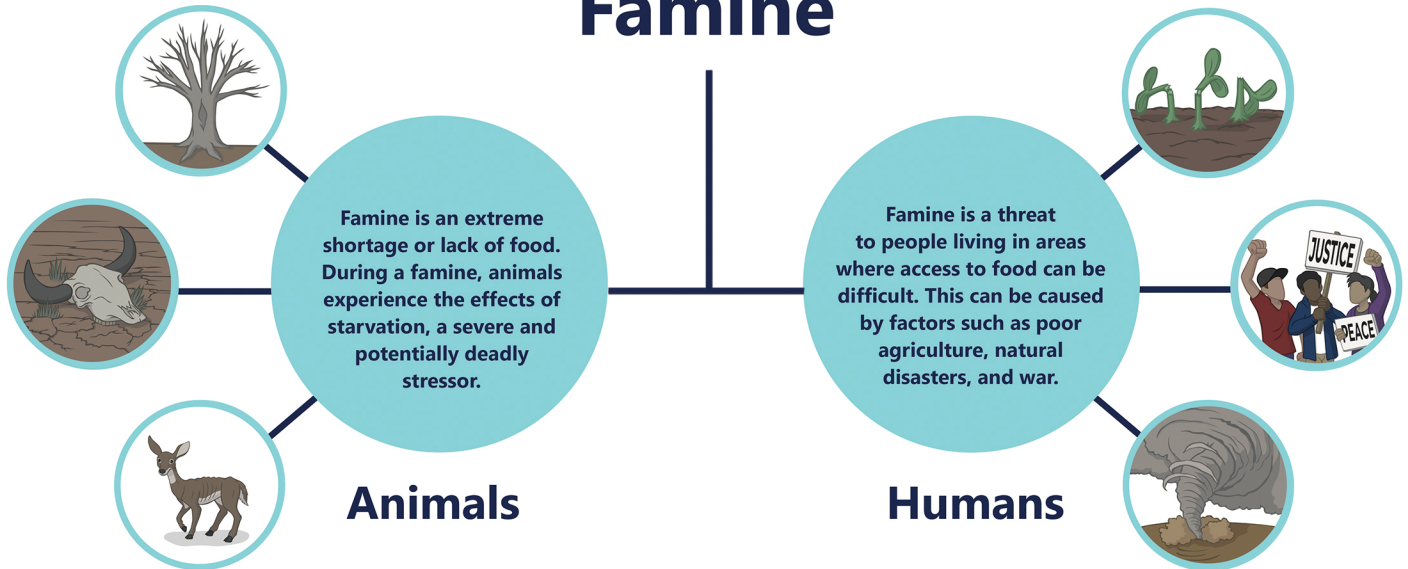 Famine
Famine is an extreme
shortage or lack of food.
During a famine, animals
experience the effects of
starvation, a severe and
potentially deadly
stressor.
Animals
Famine is a threat
to people living in areas
where access to food can be
difficult. This can be caused
by factors such as poor
agriculture, natural
disasters, and war.
Humans
JUSTICE
PEACE